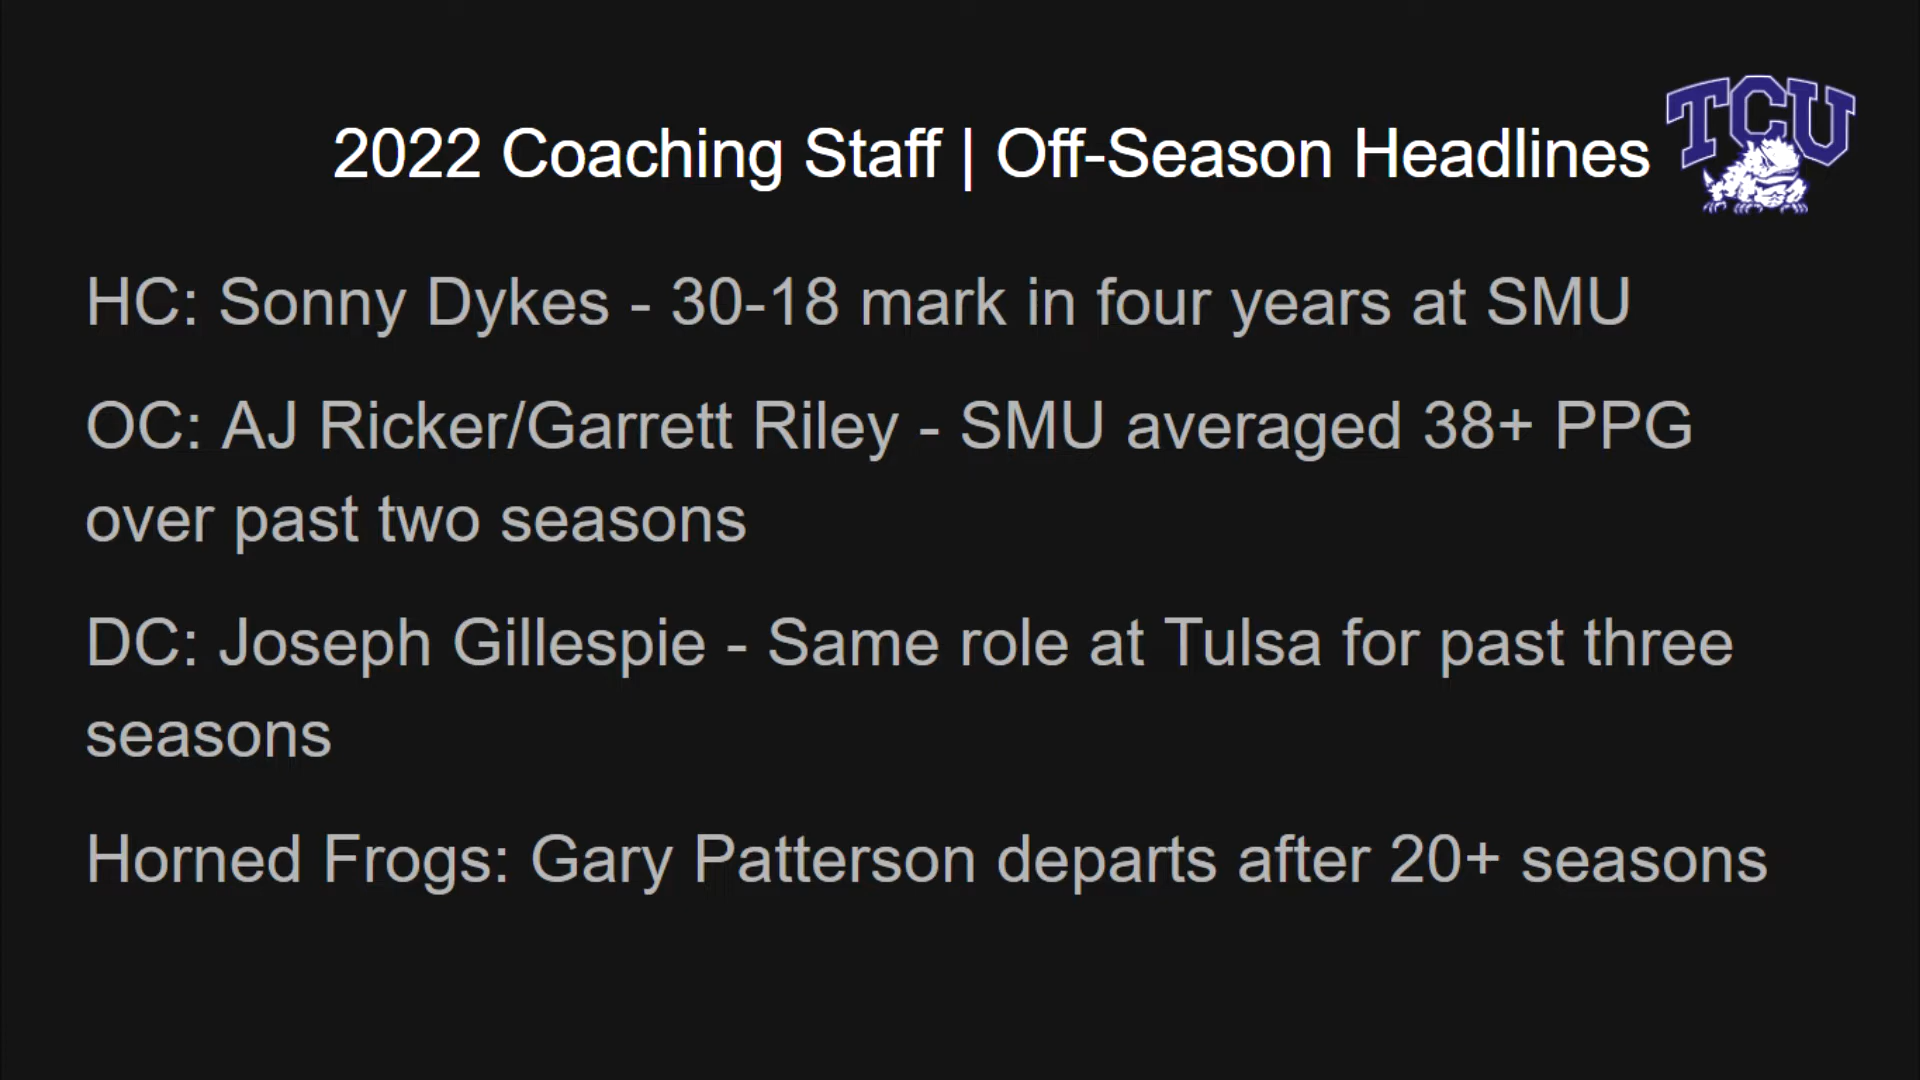 2022 Coaching Staff | Off-Season Headlines
TCU
HC: Sonny Dykes - 30-18 mark in four years at SMU
OC: AJ Ricker/Garrett Riley - SMU averaged 38+ PPG
over past two seasons
DC: Joseph Gillespie - Same role at Tulsa for past three
seasons
Horned Frogs: Gary Patterson departs after 20+ seasons